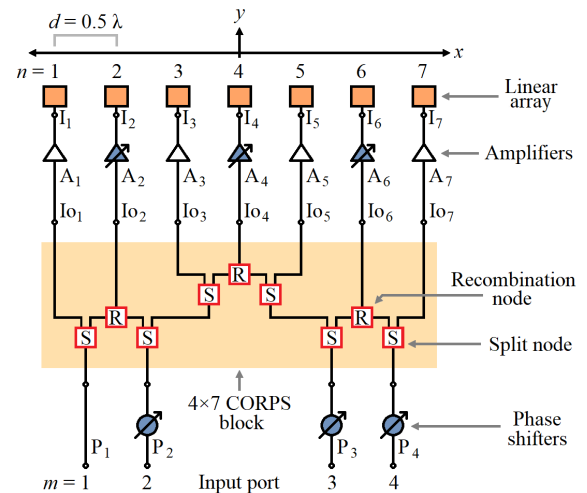 y
d = 0.5 λ
x
n = 1 2 3 4 5 6 7
Linear
array
I1 I2 I3 I4 I5 I6 I7
Amplifiers
A1 A2 A3 A4 A5 A6 A7
Io1 Io2 Io3 Io4 Io5 Io6 Io7
R
S S
Recombination
node
R R
S S S S
Split node
4×7 CORPS
block
Phase
shifters
P1 P2 P3 P4
m = 1 2 Input port 3 4